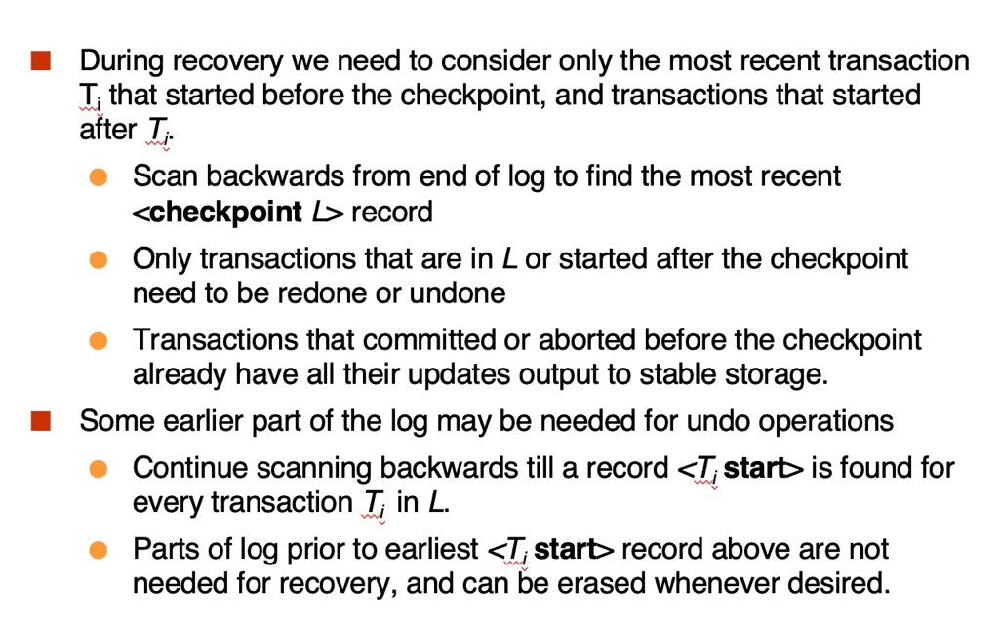 During recovery we need to consider only the most recent transaction
Ti that started before the checkpoint, and transactions that started
after Ti.
Scan backwards from end of log to find the most recent
<checkpoint L> record
Only transactions that are in L or started after the checkpoint
need to be redone or undone
Transactions that committed or aborted before the checkpoint
already have all their updates output to stable storage.
Some earlier part of the log may be needed for undo operations
Continue scanning backwards till a record <Ti start> is found for
every transaction Ti in L.
Parts of log prior to earliest <Ti start> record above are not
needed for recovery, and can be erased whenever desired.